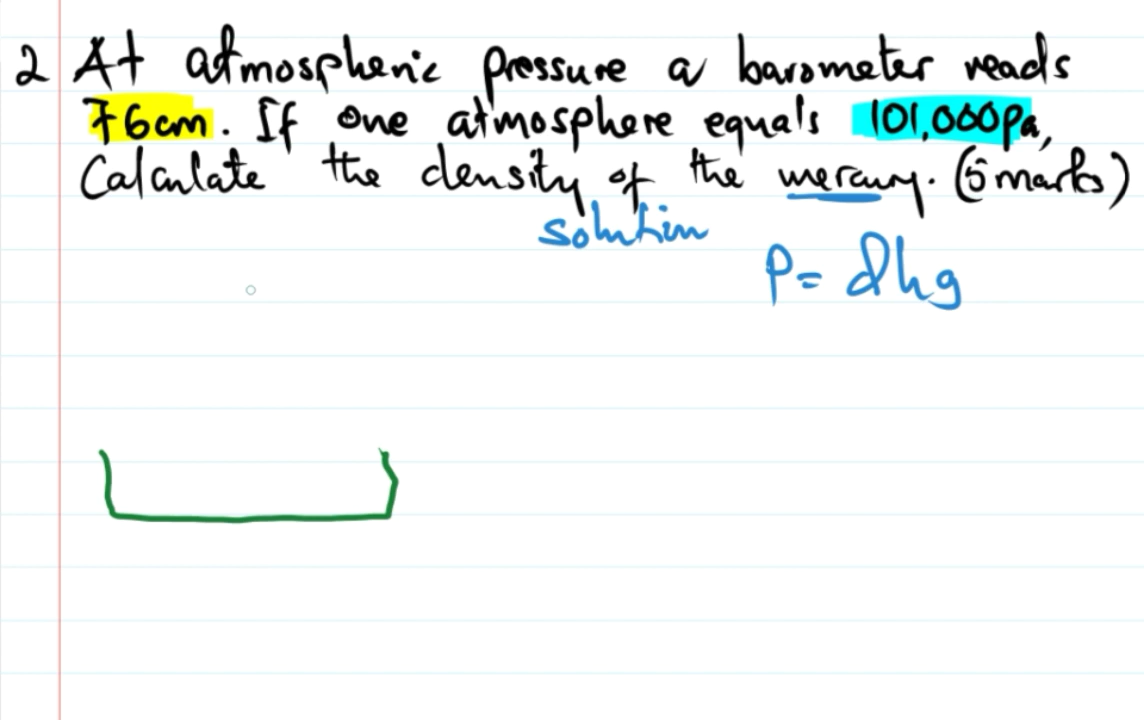 2 At atmospheric pressure a barometer reads
76cm. If one atmosphere equals 101,000pa,
Calculate the density of the mercury. (5 marks)
solution
P= ρhg